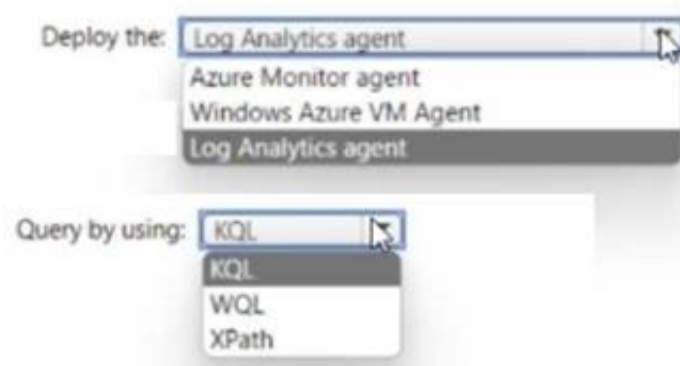 Deploy the: Log Analytics agent
Azure Monitor agent
Windows Azure VM Agent
Log Analytics agent
Query by using: KQL
KQL
WQL
XPath